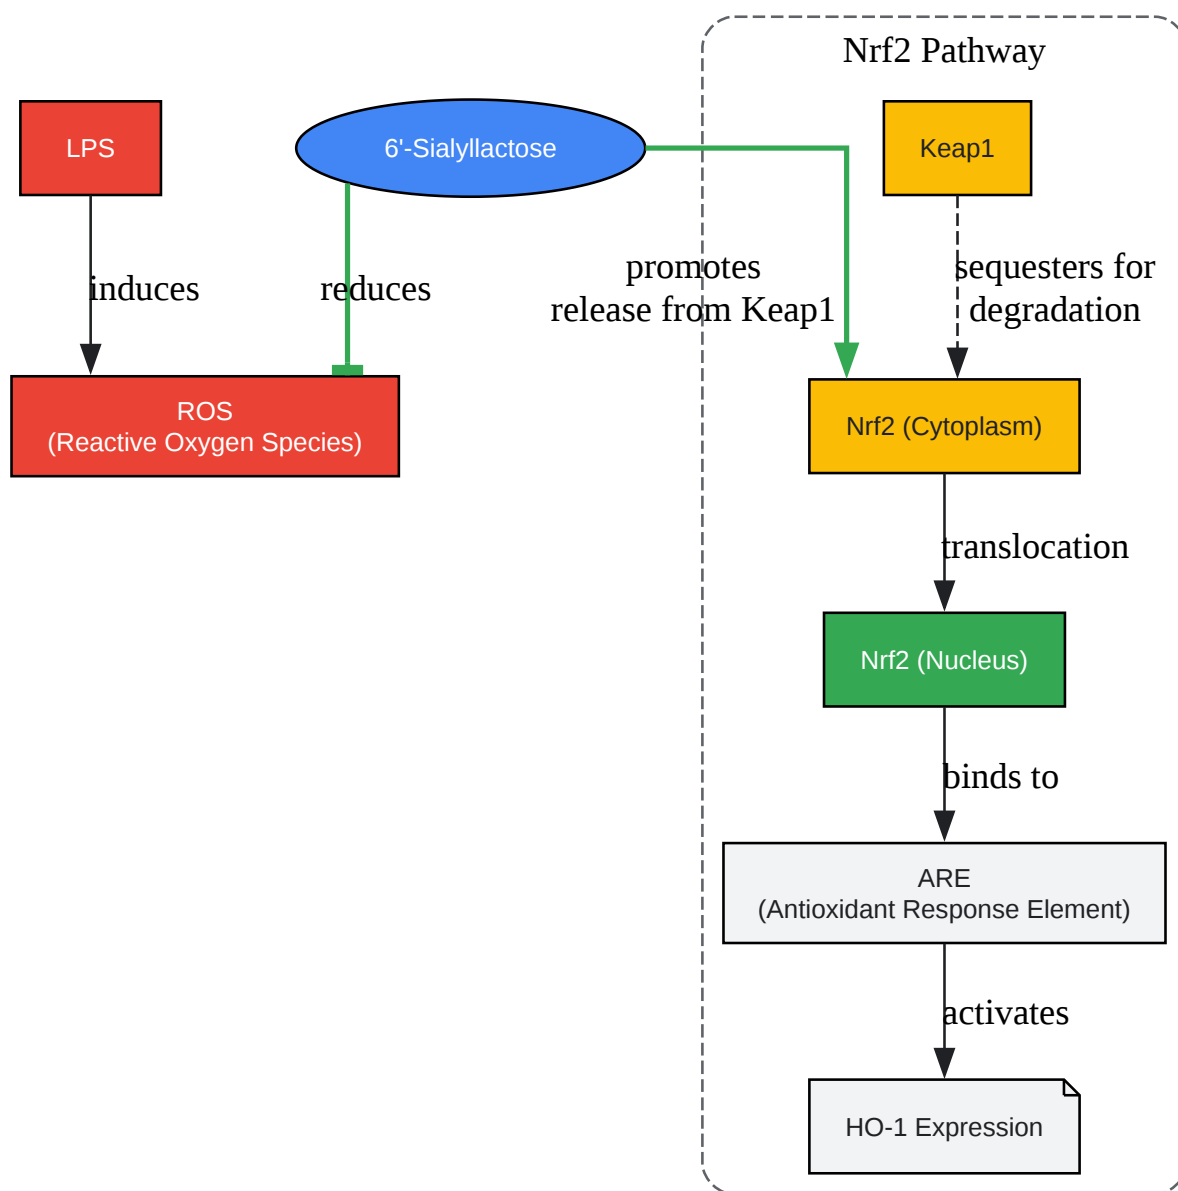 Nrf2 Pathway
LPS
6'-Sialyllactose
Keap1
induces
reduces
promotes
release from Keap1
sequesters for
degradation
ROS
(Reactive Oxygen Species)
Nrf2 (Cytoplasm)
translocation
Nrf2 (Nucleus)
binds to
ARE
(Antioxidant Response Element)
activates
HO-1 Expression